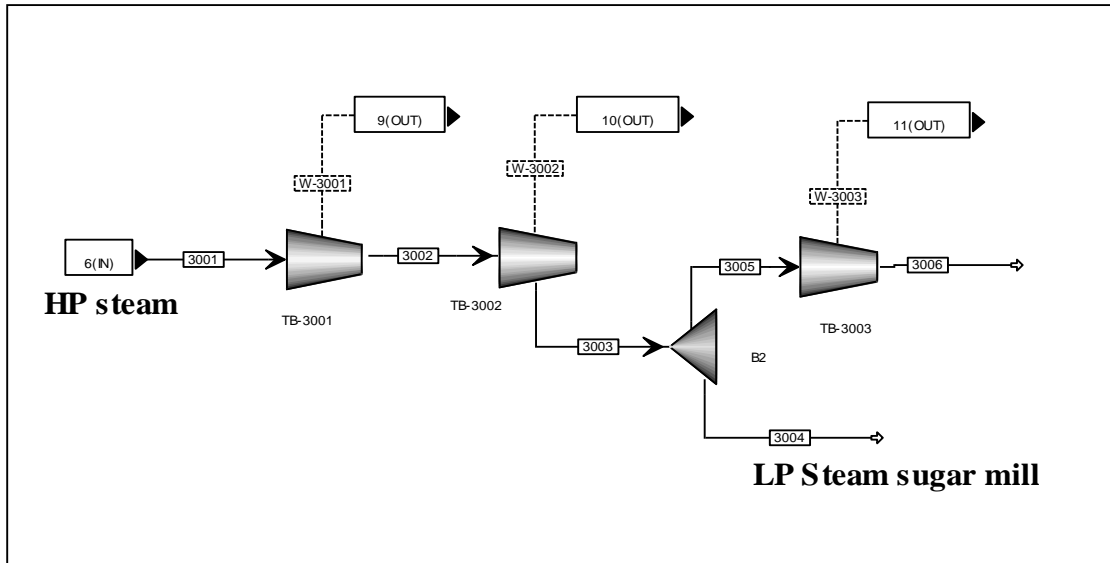 9(OUT)
10(OUT)
11(OUT)
W-3001
W-3002
W-3003
6(IN)
3001
3002
3005
3006
HP steam
TB-3001
TB-3002
TB-3003
3003
B2
3004
LP Steam sugar mill